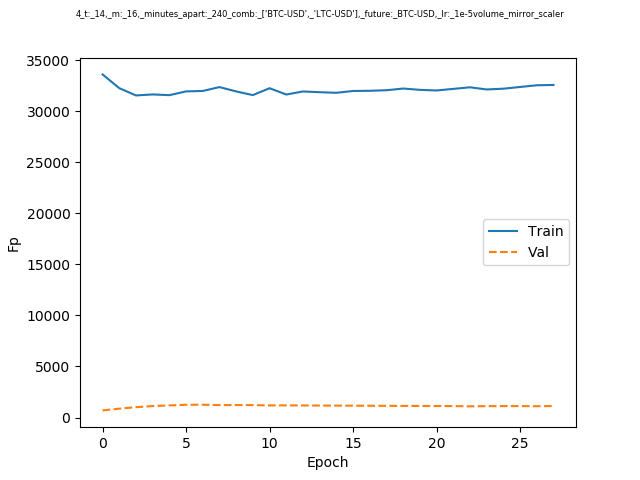 4_t:_14,_m:_16,_minutes_apart:_240_comb:_['BTC-USD',_'LTC-USD'],_future:_BTC-USD,_lr:_1e-5volume_mirror_scaler
35000
30000
25000
20000
15000
10000
5000
0
Fp
Train
Val
0 5 10 15 20 25
Epoch